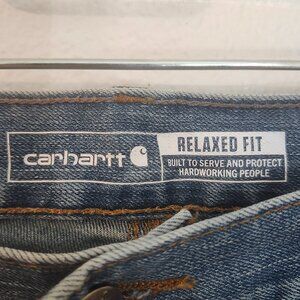 carhartt
RELAXED FIT
BUILT TO SERVE AND PROTECT
HARDWORKING PEOPLE